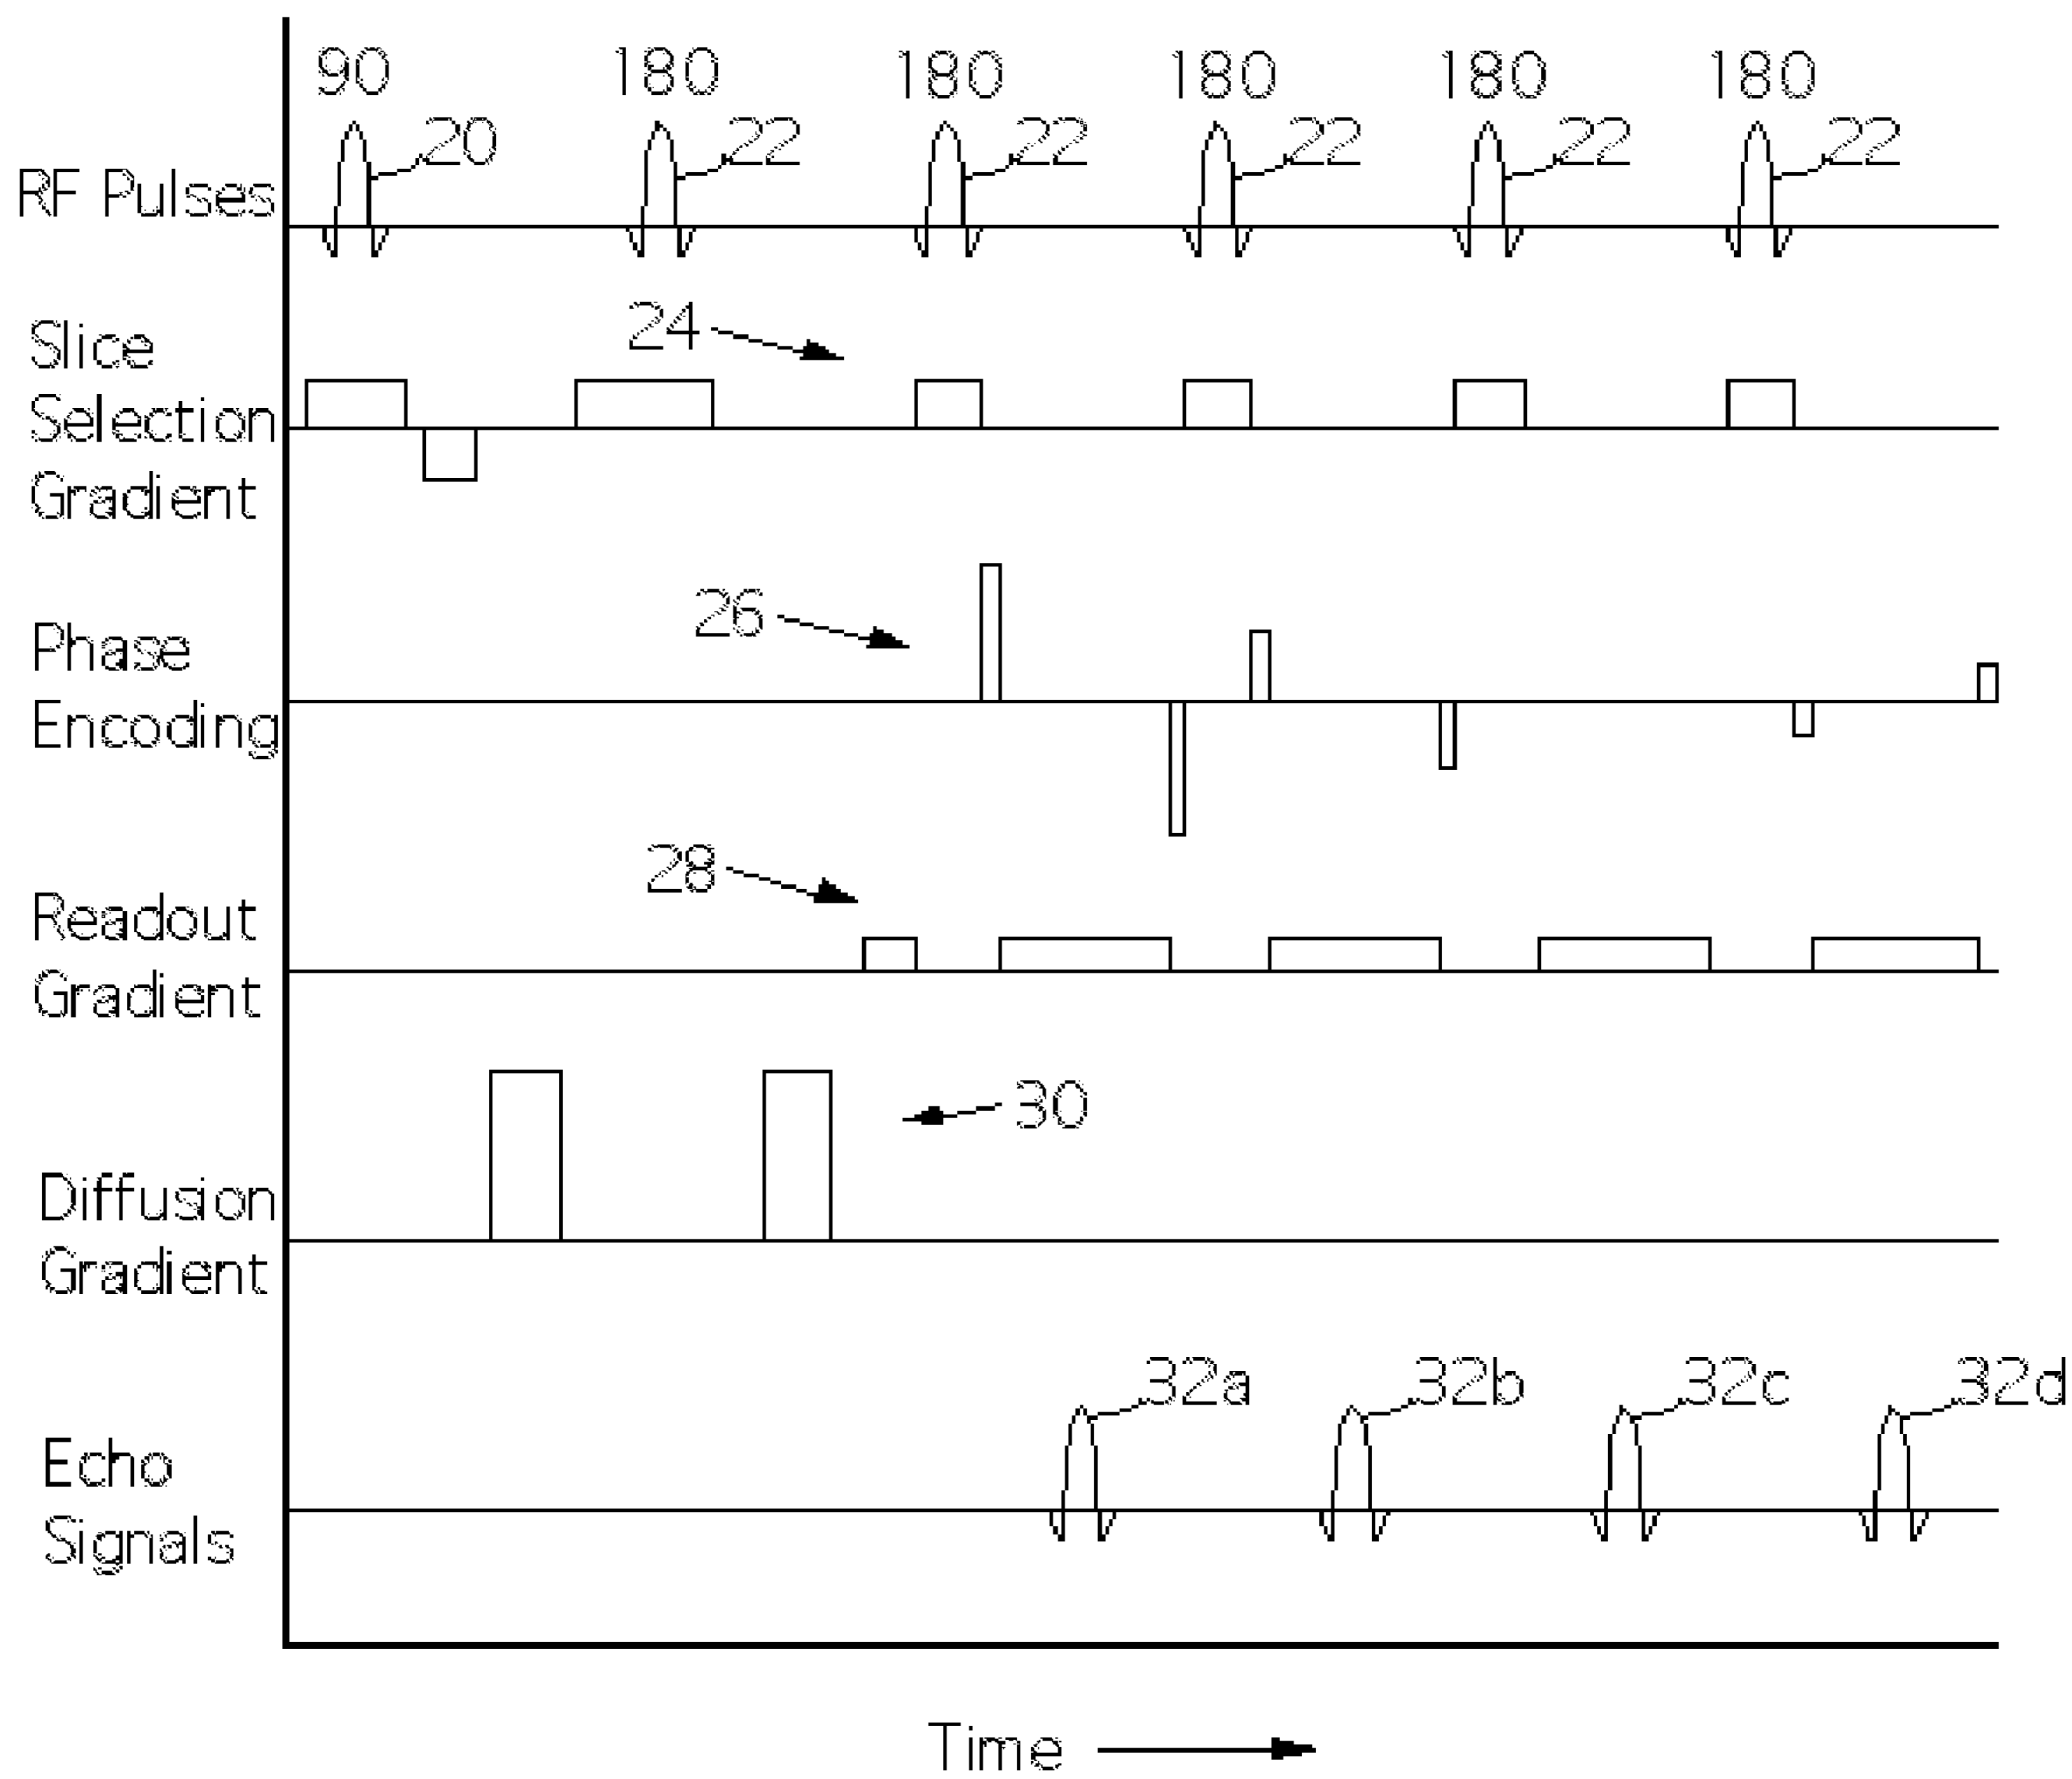 90 180 180 180 180 180
20 22 22 22 22 22
RF Pulses
24
Slice
Selection
Gradient
26
Phase
Encoding
28
Readout
Gradient
30
Diffusion
Gradient
32a 32b 32c 32d
Echo
Signals
Time